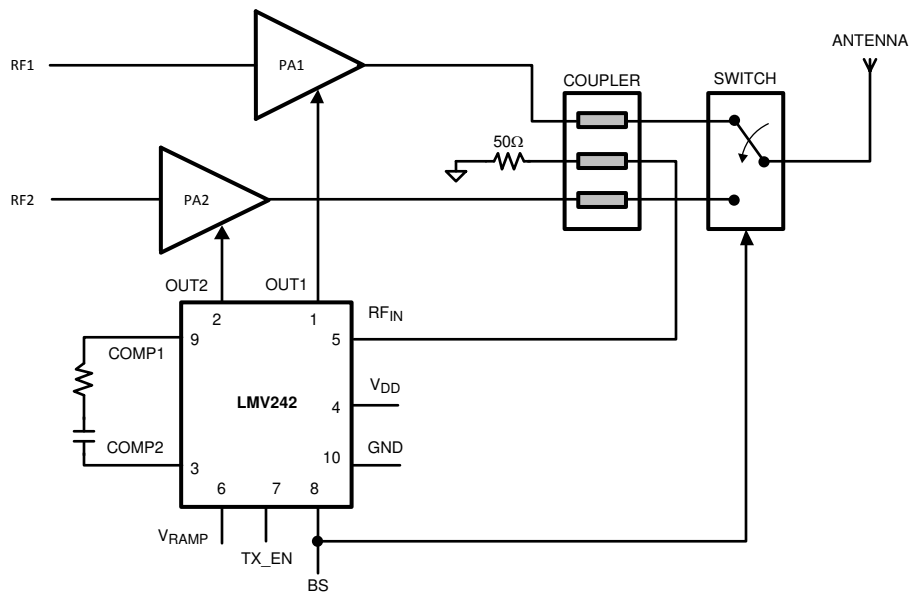 ANTENNA
RF1
PA1
COUPLER
SWITCH
50Ω
RF2
PA2
OUT2
OUT1
2
1
RFIN
9
5
COMP1
VDD
LMV242
4
COMP2
GND
10
3
6
7
8
VRAMP
TX_EN
BS